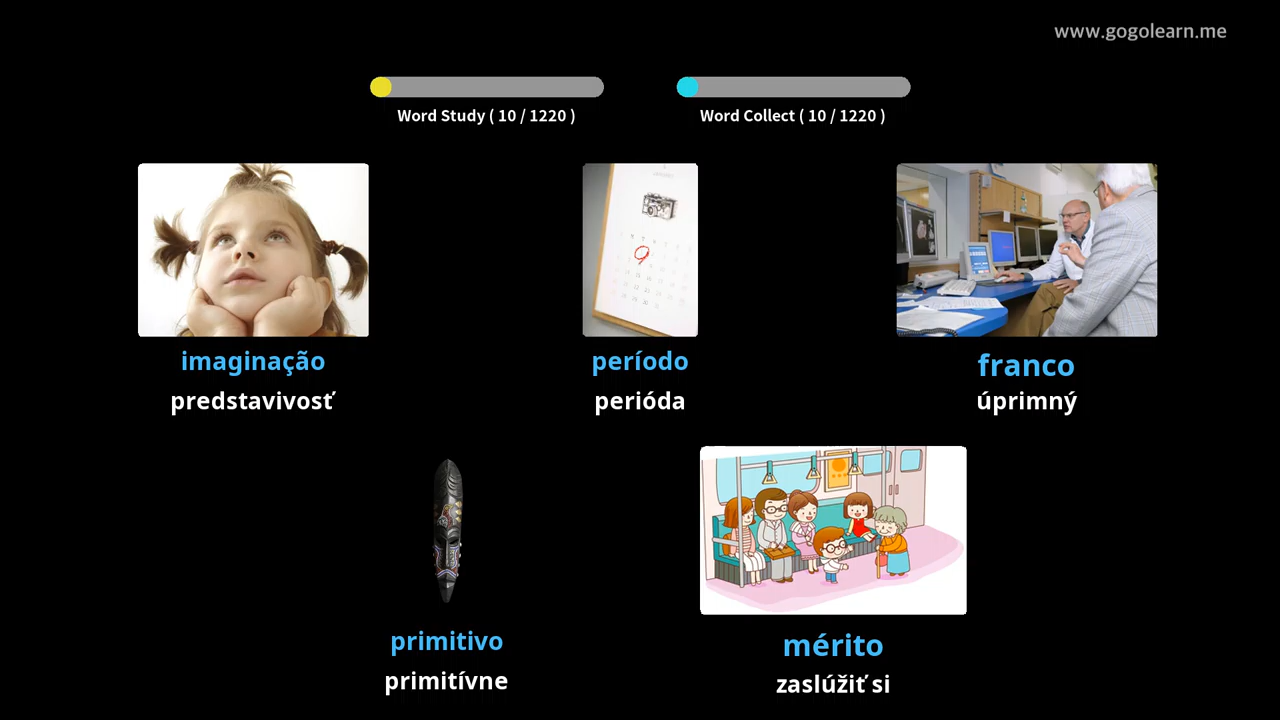 www.gogolearn.me
Word Study ( 10 / 1220 )
Word Collect ( 10 / 1220 )
imaginação
predstavivosť
período
perióda
franco
úprimný
primitivo
primitívne
mérito
zaslúžiť si